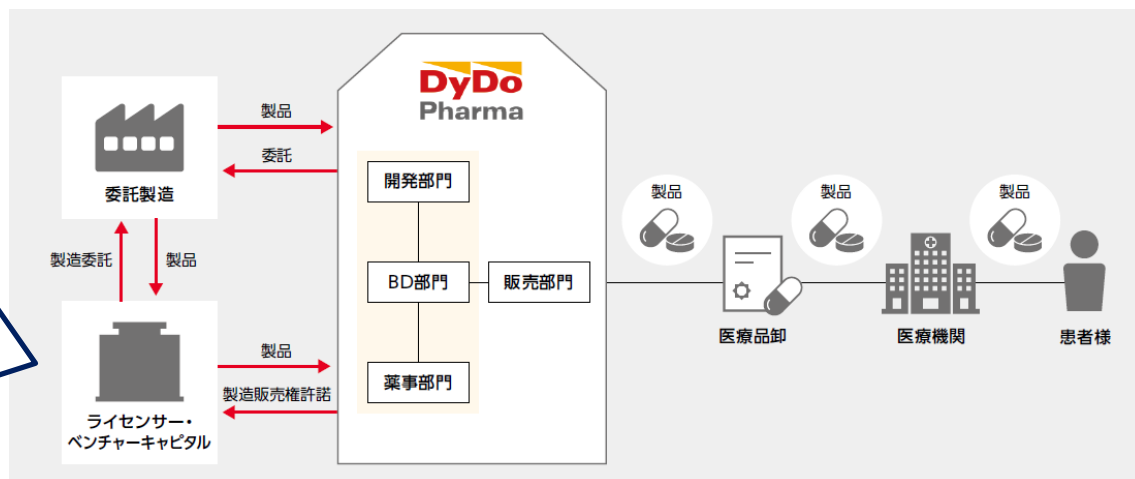 DyDo
Pharma
製品
委託
委託製造
製造委託
製品
製品
製造販売権許諾
ライセンサー・
ベンチャーキャピタル
開発部門
BD部門
販売部門
薬事部門
製品
製品
製品
医療品卸
医療機関
患者様